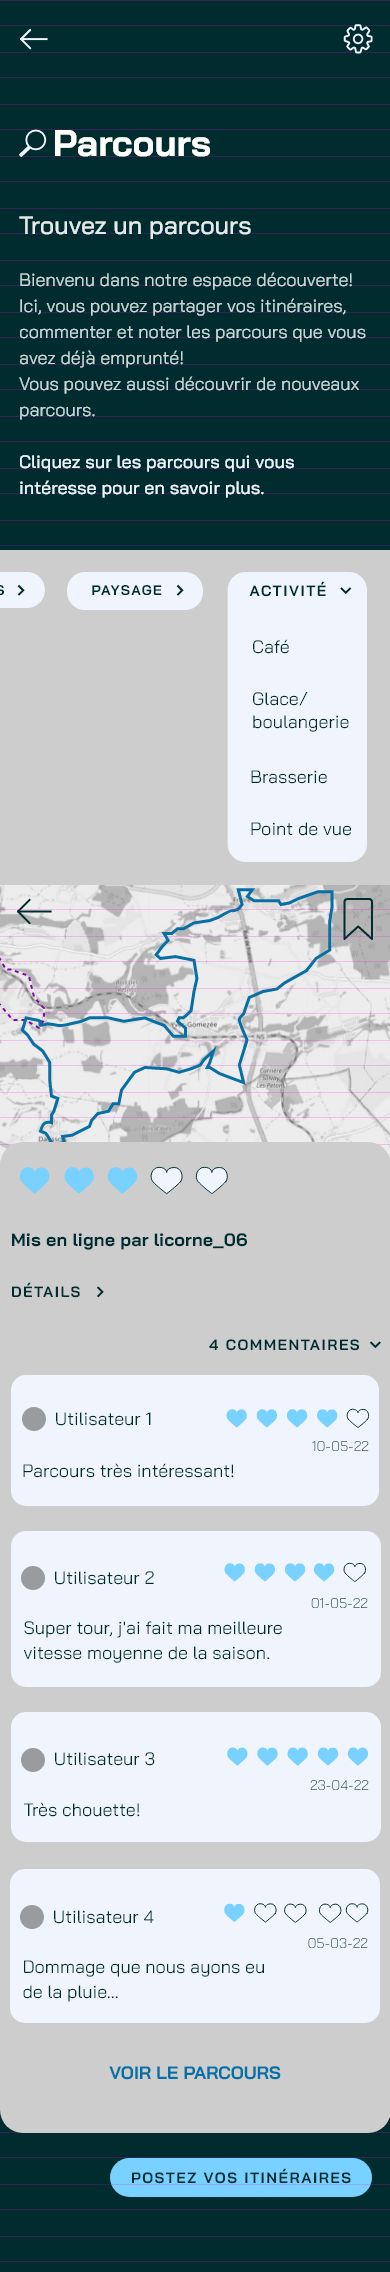 Parcours
Trouvez un parcours
Bienvenu dans notre espace découverte!
Ici, vous pouvez partager vos itinéraires,
commenter et noter les parcours que vous
avez déjà emprunté!
Vous pouvez aussi découvrir de nouveaux
parcours.
Cliquez sur les parcours qui vous
intéresse pour en savoir plus.
S
PAYSAGE
ACTIVITÉ
Café
Glace/
boulangerie
Brasserie
Point de vue
Gomezée
Mis en ligne par licorne_06
DÉTAILS
4 COMMENTAIRES
Utilisateur 1
10-05-22
Parcours très intéressant!
Utilisateur 2
01-05-22
Super tour, j'ai fait ma meilleure
vitesse moyenne de la saison.
Utilisateur 3
23-04-22
Très chouette!
Utilisateur 4
05-03-22
Dommage que nous ayons eu
de la pluie...
VOIR LE PARCOURS
POSTEZ VOS ITINÉRAIRES